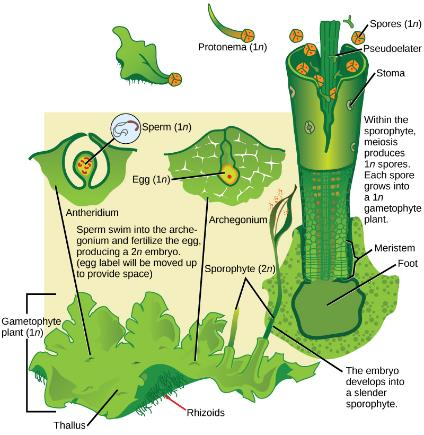 Spores (1n)
Protonema (1n)
Pseudoelater
Stoma
Sperm (1n)
Within the
sporophyte,
meiosis
produces
1n spores.
Each spore
grows into
a 1n
gametophyte
plant.
Egg (1n)
Antheridium
Archegonium
Sperm swim into the arche-
gonium and fertilize the egg,
producing a 2n embryo.
(egg label will be moved up
to provide space)
Sporophyte (2n)
Meristem
Foot
Gametophyte
plant (1n)
The embryo
develops into
a slender
sporophyte.
Rhizoids
Thallus